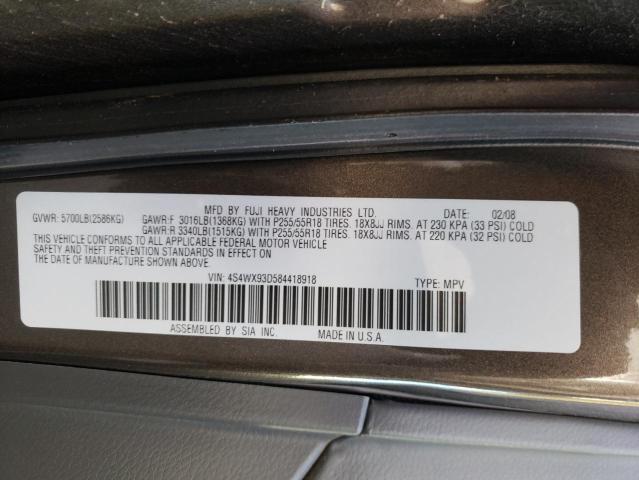 MFD BY FUJI HEAVY INDUSTRIES LTD. DATE: 02/08
GVWR: 5700LB(2586KG) GAWR:F 3016LB(1368KG) WITH P255/55R18 TIRES. 18X8JJ RIMS. AT 230 KPA (33 PSI) COLD
GAWR:R 3340LB(1515KG) WITH P255/55R18 TIRES. 18X8JJ RIMS. AT 220 KPA (32 PSI) COLD
THIS VEHICLE CONFORMS TO ALL APPLICABLE FEDERAL MOTOR VEHICLE
SAFETY AND THEFT PREVENTION STANDARDS IN EFFECT ON
THE DATE OF MANUFACTURE SHOWN ABOVE.
VIN: 4S4WX93D584418918 TYPE: MPV
ASSEMBLED BY SIA INC. MADE IN U.S.A.